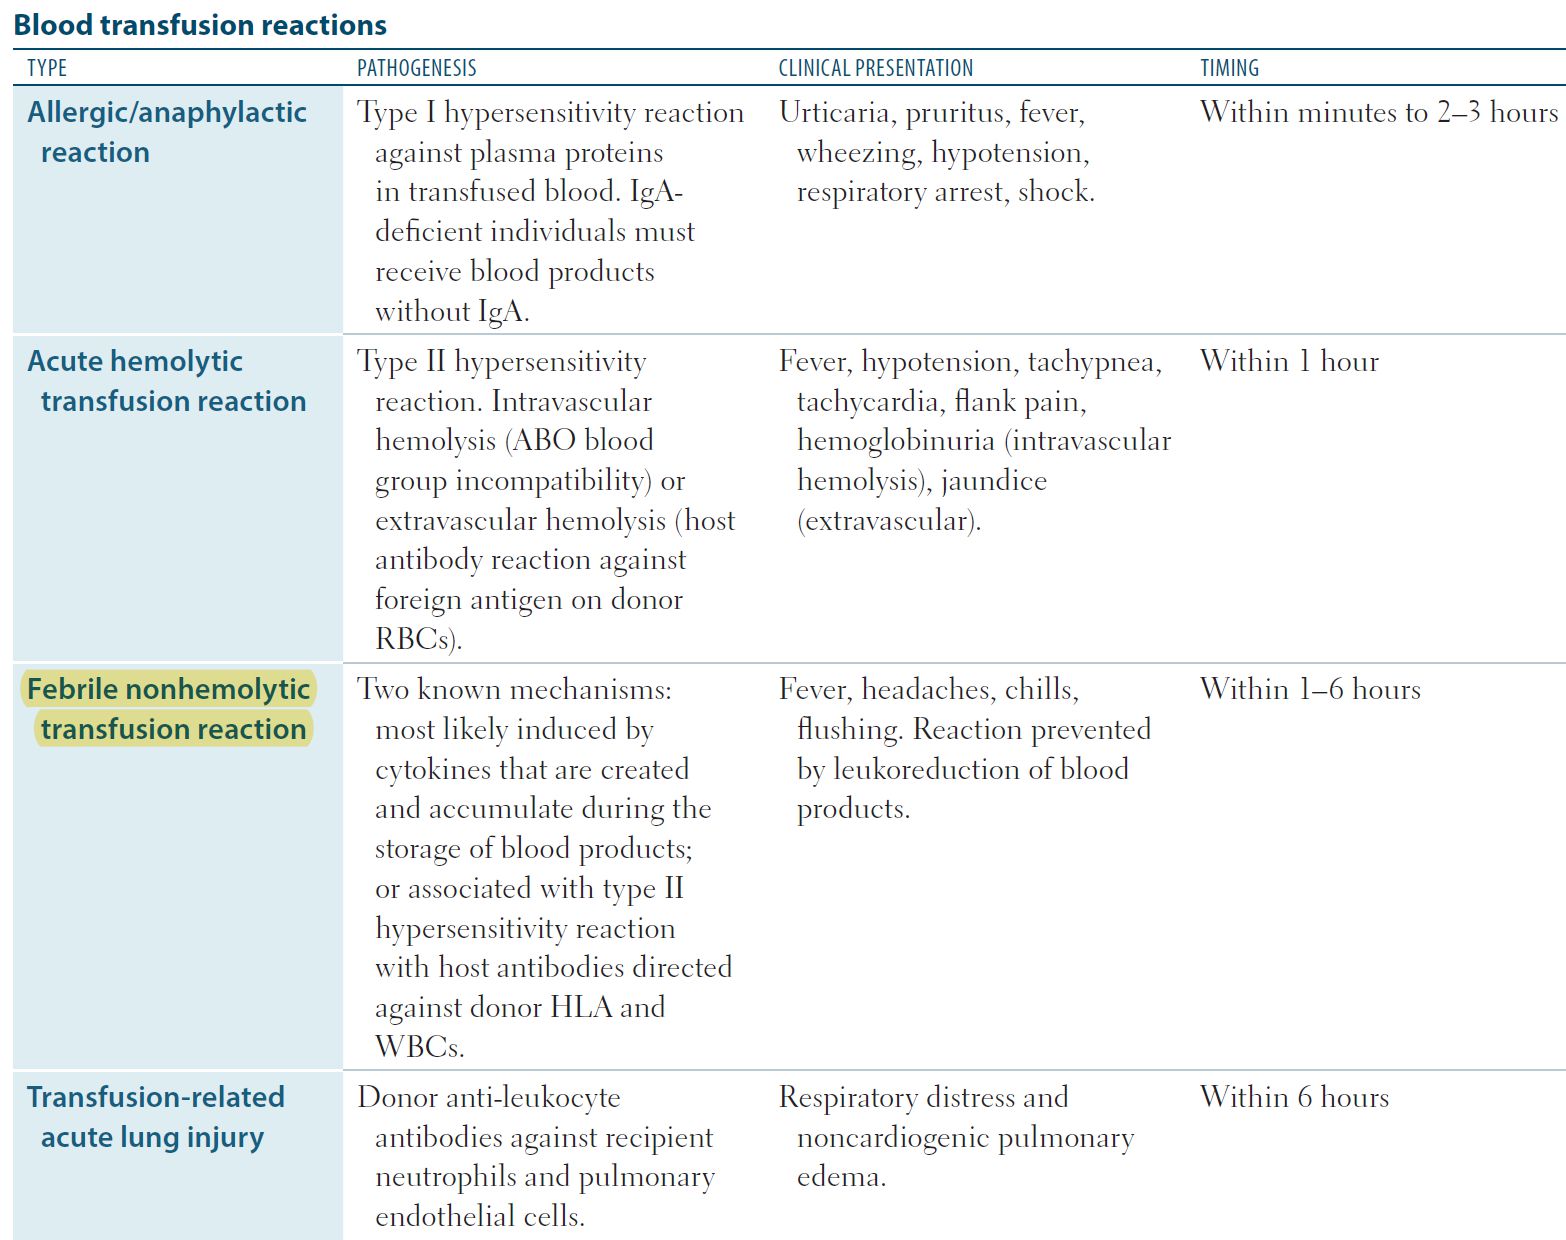 Blood transfusion reactions
TYPE PATHOGENESIS CLINICAL PRESENTATION TIMING
Allergic/anaphylactic
reaction
Type I hypersensitivity reaction
against plasma proteins
in transfused blood. IgA-
deficient individuals must
receive blood products
without IgA.
Urticaria, pruritus, fever,
wheezing, hypotension,
respiratory arrest, shock.
Within minutes to 2–3 hours
Acute hemolytic
transfusion reaction
Type II hypersensitivity
reaction. Intravascular
hemolysis (ABO blood
group incompatibility) or
extravascular hemolysis (host
antibody reaction against
foreign antigen on donor
RBCs).
Fever, hypotension, tachypnea,
tachycardia, flank pain,
hemoglobinuria (intravascular
hemolysis), jaundice
(extravascular).
Within 1 hour
Febrile nonhemolytic
transfusion reaction
Two known mechanisms:
most likely induced by
cytokines that are created
and accumulate during the
storage of blood products;
or associated with type II
hypersensitivity reaction
with host antibodies directed
against donor HLA and
WBCs.
Fever, headaches, chills,
flushing. Reaction prevented
by leukoreduction of blood
products.
Within 1–6 hours
Transfusion-related
acute lung injury
Donor anti-leukocyte
antibodies against recipient
neutrophils and pulmonary
endothelial cells.
Respiratory distress and
noncardiogenic pulmonary
edema.
Within 6 hours